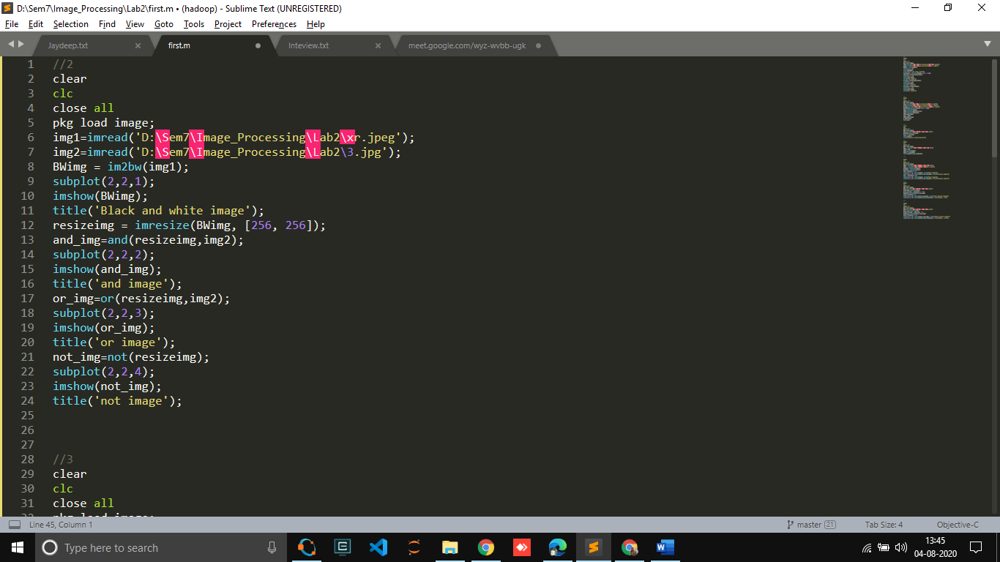 D:\Sem7\Image_Processing\Lab2\first.m • (hadoop) - Sublime Text (UNREGISTERED)
File Edit Selection Find View Goto Tools Project Preferences Help
Jaydeep.txt first.m Inteview.txt meet.google.com/wyz-wvbb-ugk
1 //2
2 clear
3 clc
4 close all
5 pkg load image;
6 img1=imread('D:\Sem7\Image_Processing\Lab2\xr.jpeg');
7 img2=imread('D:\Sem7\Image_Processing\Lab2\3.jpg');
8 BWimg = im2bw(img1);
9 subplot(2,2,1);
10 imshow(BWimg);
11 title('Black and white image');
12 resizeimg = imresize(BWimg, [256, 256]);
13 and_img=and(resizeimg,img2);
14 subplot(2,2,2);
15 imshow(and_img);
16 title('and image');
17 or_img=or(resizeimg,img2);
18 subplot(2,2,3);
19 imshow(or_img);
20 title('or image');
21 not_img=not(resizeimg);
22 subplot(2,2,4);
23 imshow(not_img);
24 title('not image');
25
26
27
28 //3
29 clear
30 clc
31 close all
32 pkg load image;
Line 45, Column 1 master 21 Tab Size: 4 Objective-C
Type here to search
13:45
04-08-2020